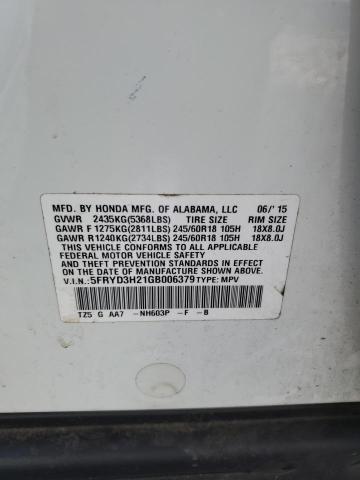 MFD. BY HONDA MFG. OF ALABAMA, LLC 06/'15
GVWR 2435KG(5368LBS) TIRE SIZE RIM SIZE
GAWR F 1275KG(2811LBS) 245/60R18 105H 18X8.0J
GAWR R1240KG(2734LBS) 245/60R18 105H 18X8.0J
THIS VEHICLE CONFORMS TO ALL APPLICABLE
FEDERAL MOTOR VEHICLE SAFETY AND
THEFT PREVENTION STANDARDS IN EFFECT
ON THE DATE OF MANUFACTURE SHOWN ABOVE.
V.I.N.: 5FRYD3H21GB006379 TYPE: MPV
TZ5 G AA7 -NH603P -F -B